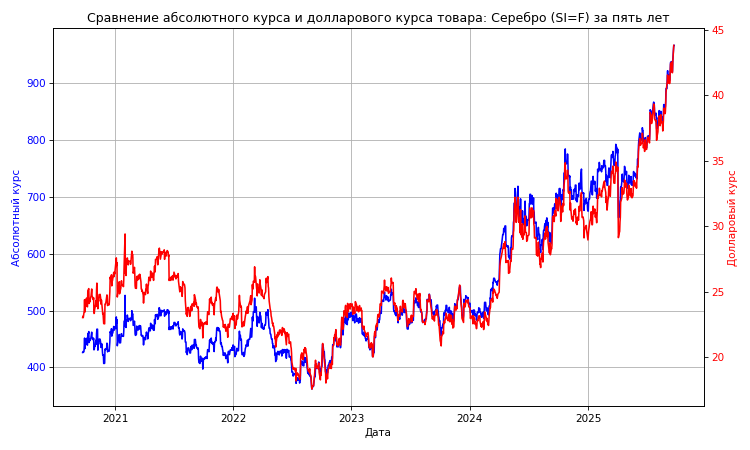 Сравнение абсолютного курса и долларового курса товара: Серебро (SI=F) за пять лет
Абсолютный курс
900
800
700
600
500
400
45
40
35
30
25
20
Долларовый курс
2021 2022 2023 2024 2025
Дата